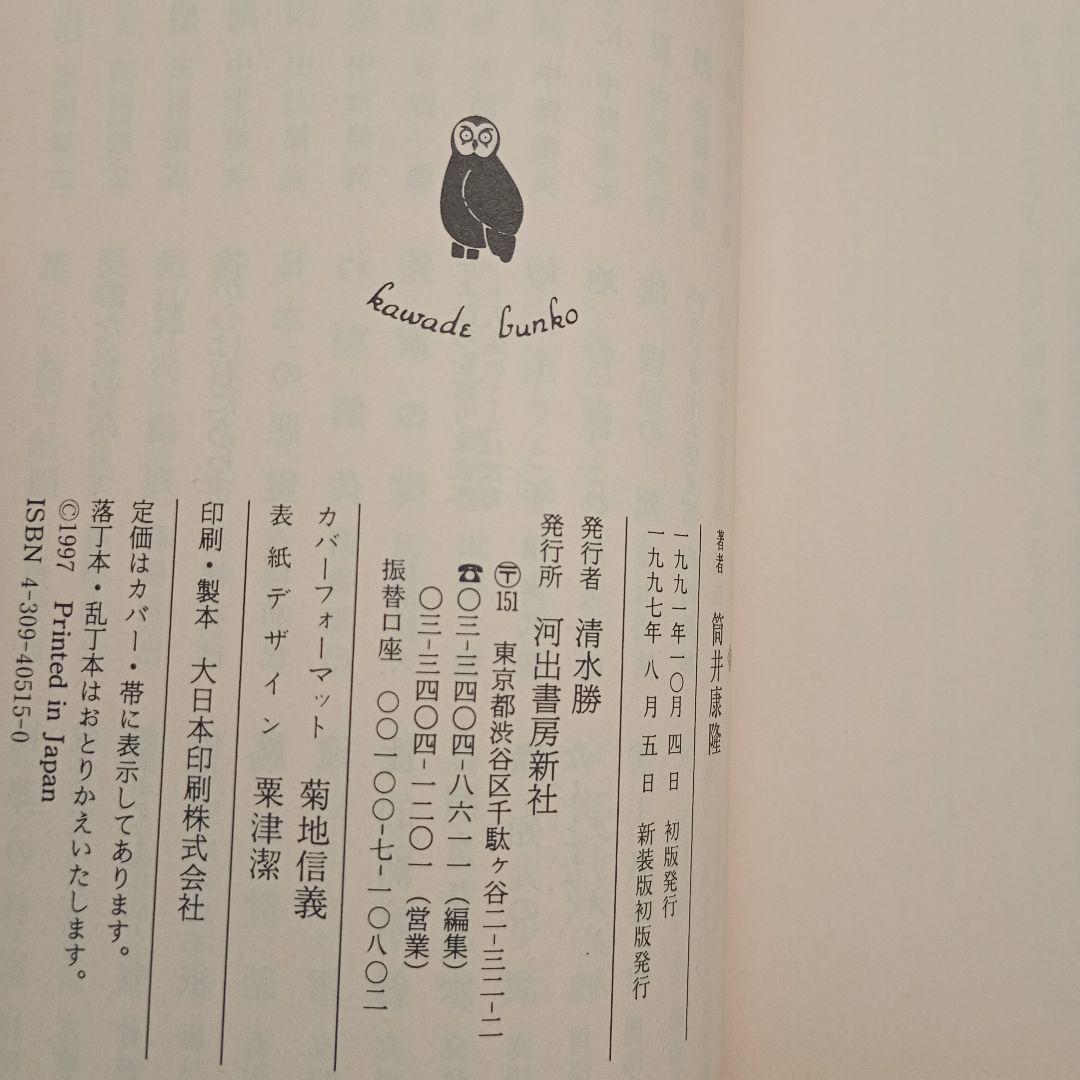 kawade bunko
著者 筒井康隆
一九九一年一〇月四日 初版発行
一九九七年八月五日 新装版初版発行
発行者 清水勝
発行所 河出書房新社
〒151 東京都渋谷区千駄ヶ谷二-三二-二
☎〇三-三四〇四-八六一一（編集）
〇三-三四〇四-一二〇一（営業）
振替口座 〇〇一〇〇-七-一〇八〇二
カバーフォーマット 菊地信義
表紙デザイン 粟津潔
印刷・製本 大日本印刷株式会社
定価はカバー・帯に表示してあります。
落丁本・乱丁本はおとりかえいたします。
©1997 Printed in Japan
ISBN 4-309-40515-0